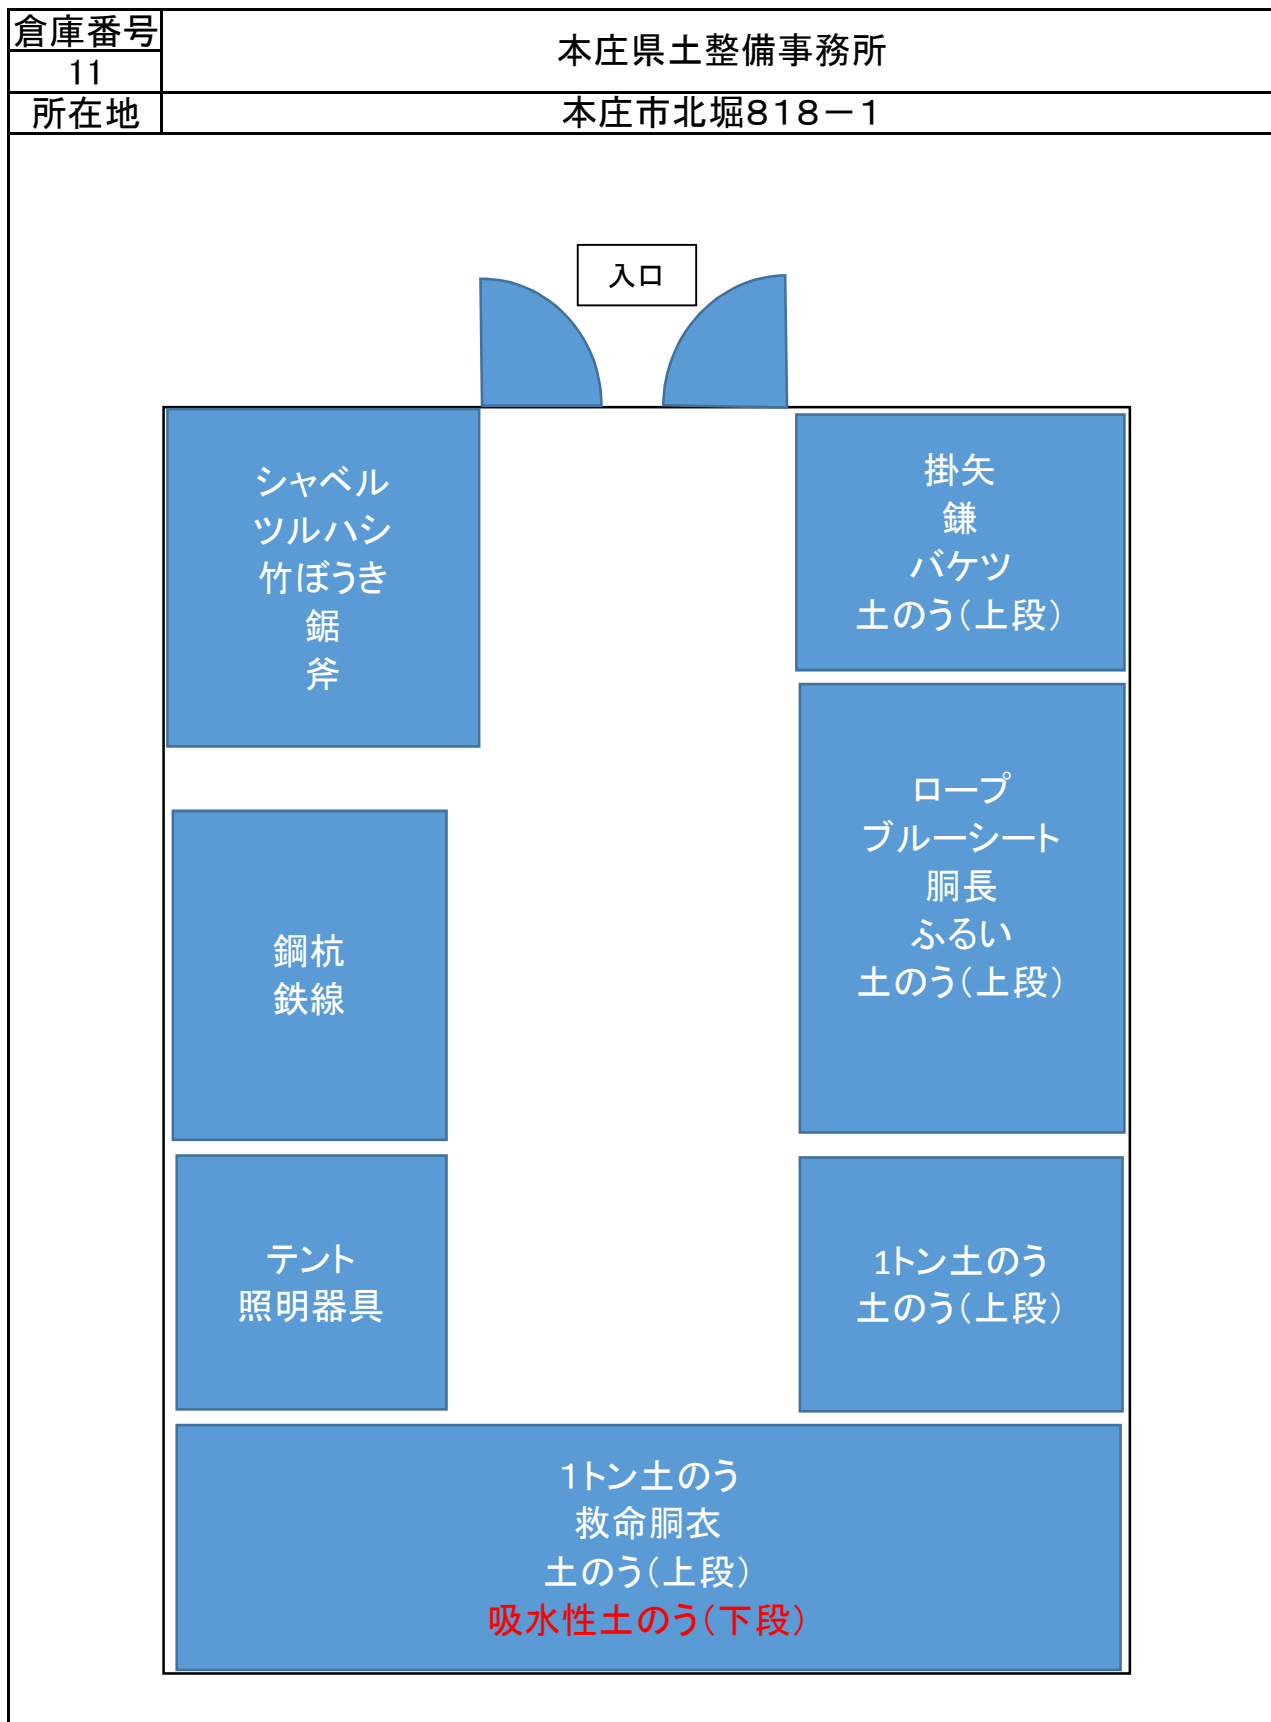 倉庫番号
11
本庄県土整備事務所
所在地
本庄市北堀818－1
入口
シャベル
ツルハシ
竹ぼうき
鋸
斧
掛矢
鎌
バケツ
土のう(上段)
ロープ
ブルーシート
胴長
ふるい
土のう(上段)
鋼杭
鉄線
テント
照明器具
1トン土のう
土のう(上段)
1トン土のう
救命胴衣
土のう(上段)
吸水性土のう(下段)